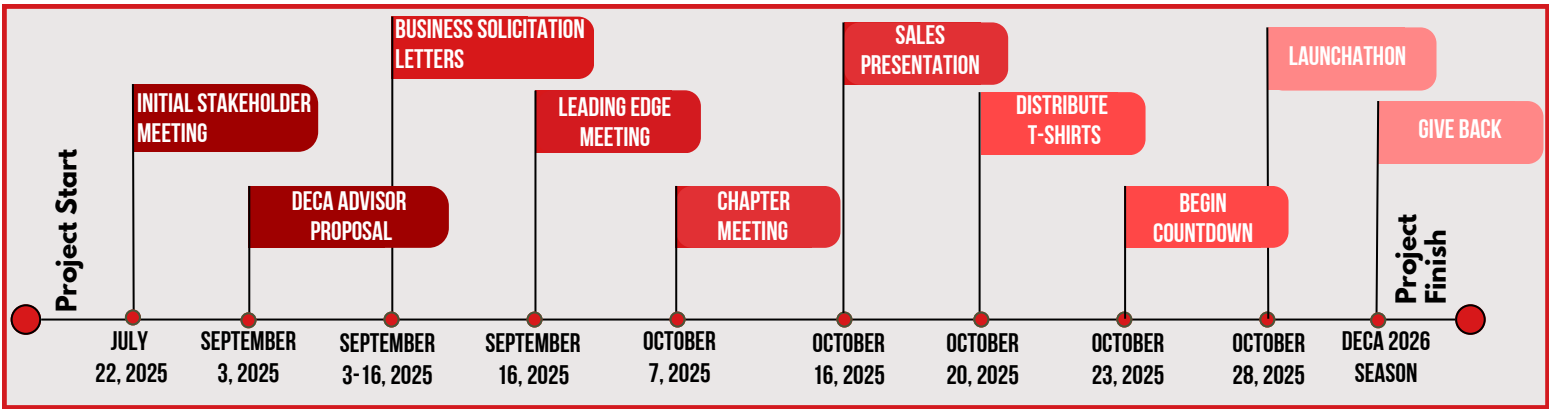 Project Start
INITIAL STAKEHOLDER
MEETING
DECA ADVISOR
PROPOSAL
BUSINESS SOLICITATION
LETTERS
LEADING EDGE
MEETING
CHAPTER
MEETING
SALES
PRESENTATION
DISTRIBUTE
T-SHIRTS
BEGIN
COUNTDOWN
LAUNCHATHON
GIVE BACK
Project
Finish
JULY
22, 2025
SEPTEMBER
3, 2025
SEPTEMBER
3-16, 2025
SEPTEMBER
16, 2025
OCTOBER
7, 2025
OCTOBER
16, 2025
OCTOBER
20, 2025
OCTOBER
23, 2025
OCTOBER
28, 2025
DECA 2026
SEASON